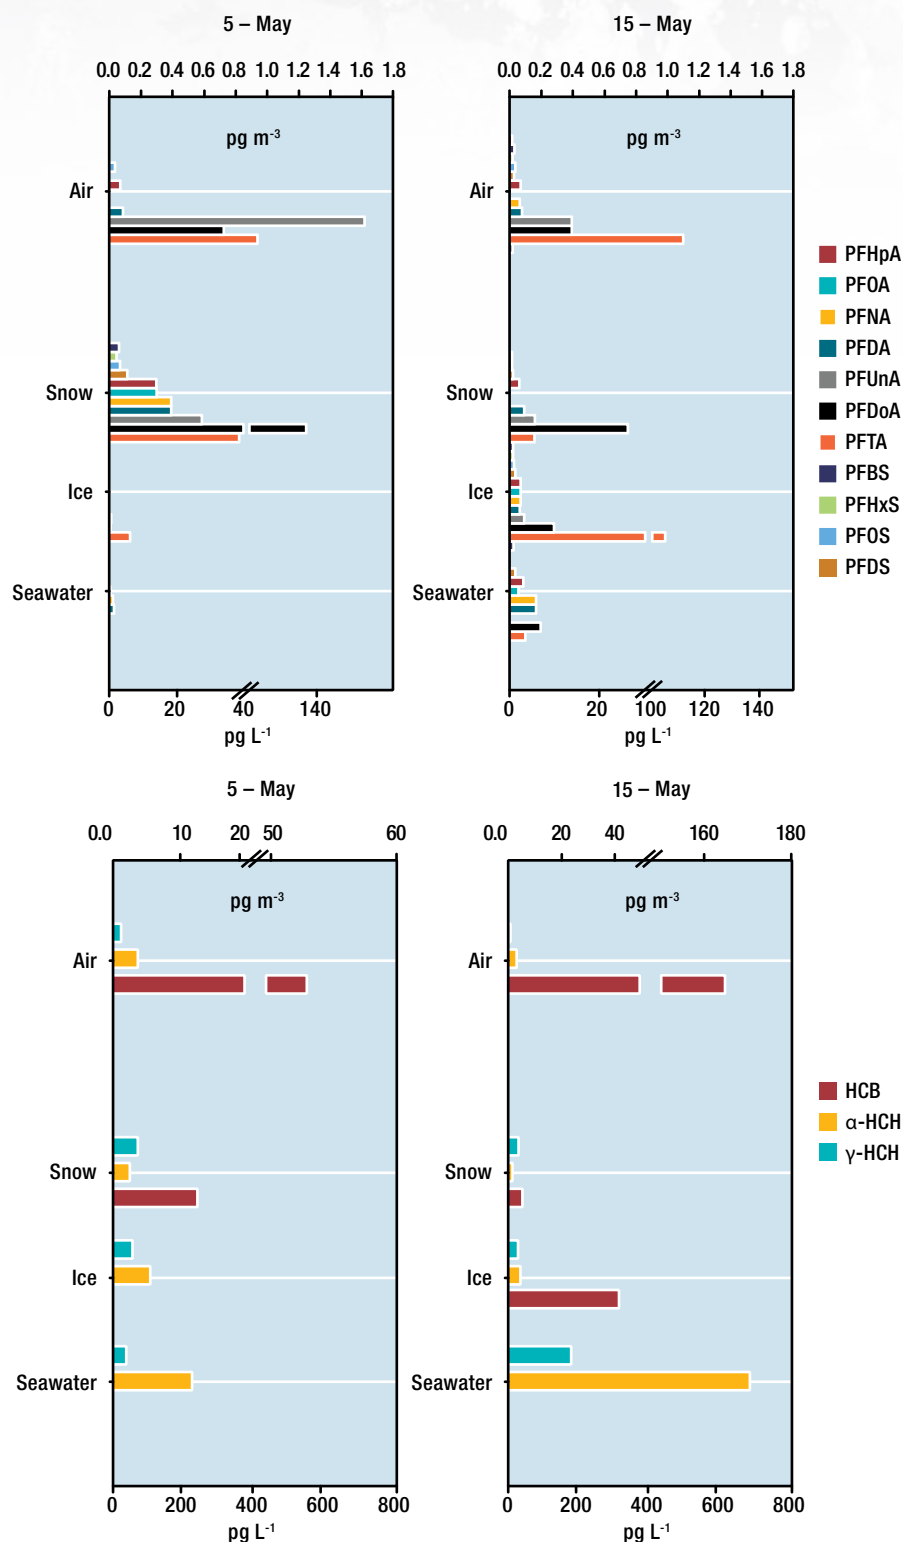 5 – May
0.0 0.2 0.4 0.6 0.8 1.0 1.2 1.4 1.6 1.8
pg m-3
Air
Snow
Ice
Seawater
0 20 40 140
pg L-1
15 – May
0.0 0.2 0.4 0.6 0.8 1.0 1.2 1.4 1.6 1.8
pg m-3
Air
Snow
Ice
Seawater
0 20 100 120 140
pg L-1
PFHpA
PFOA
PFNA
PFDA
PFUnA
PFDoA
PFTA
PFBS
PFHxS
PFOS
PFDS
5 – May
0.0 10 20 50 60
pg m-3
Air
Snow
Ice
Seawater
0 200 400 600 800
pg L-1
15 – May
0.0 20 40 160 180
pg m-3
Air
Snow
Ice
Seawater
0 200 400 600 800
pg L-1
HCB
α-HCH
γ-HCH